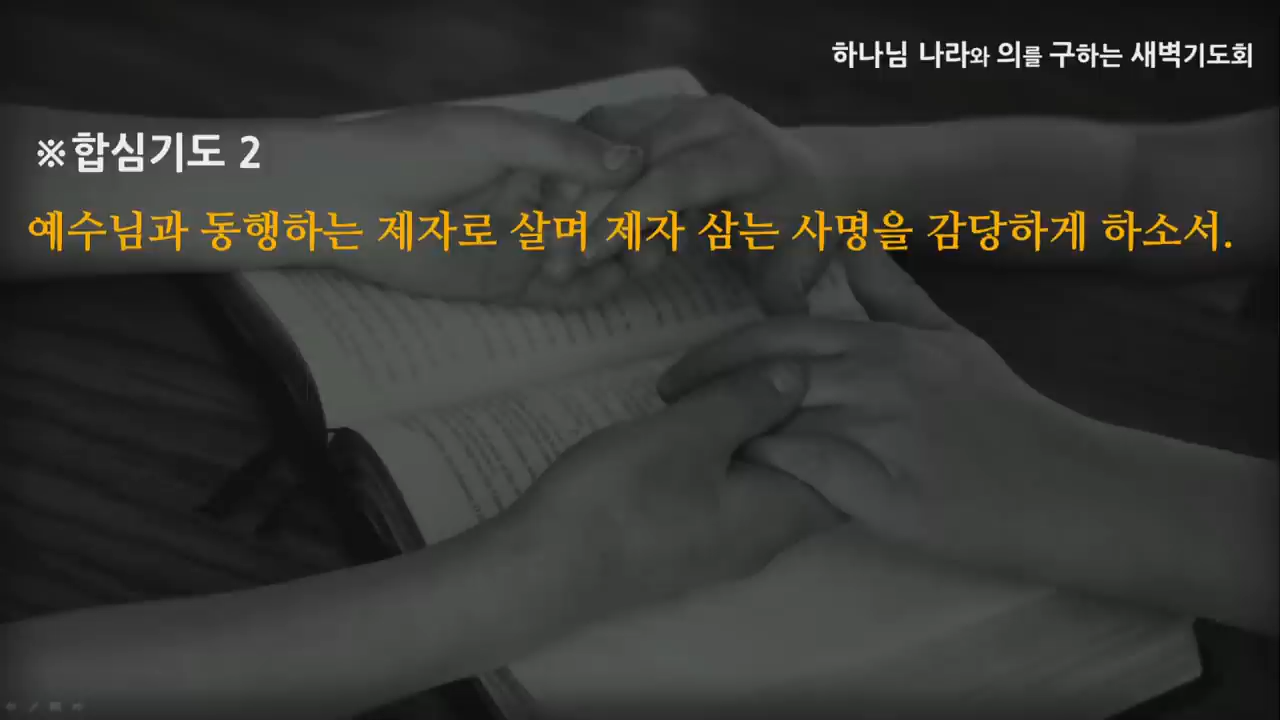 하나님 나라와 의를 구하는 새벽기도회
※합심기도 2
예수님과 동행하는 제자로 살며 제자 삼는 사명을 감당하게 하소서.